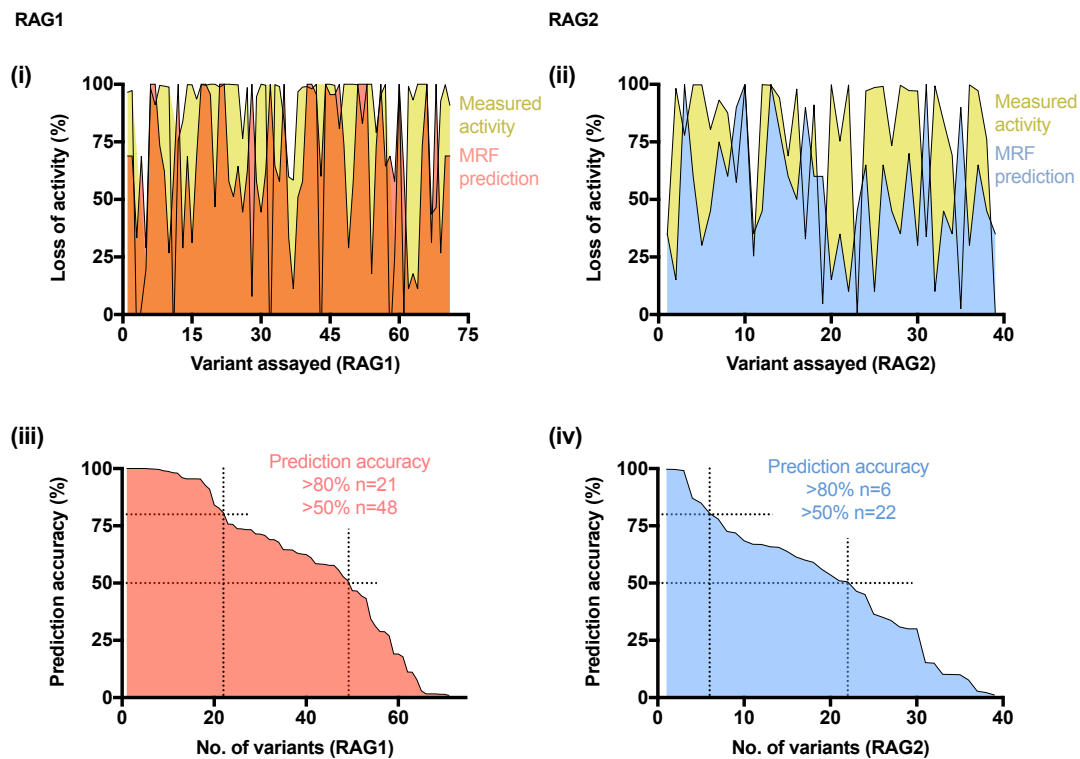 RAG1
RAG2
(i)
100
75
50
25
0
Loss of activity (%)
Measured
activity
MRF
prediction
0 15 30 45 60 75
Variant assayed (RAG1)
(ii)
100
75
50
25
0
Loss of activity (%)
Measured
activity
MRF
prediction
0 10 20 30 40
Variant assayed (RAG2)
(iii)
100
75
50
25
0
Prediction accuracy (%)
Prediction accuracy
>80% n=21
>50% n=48
0 20 40 60
No. of variants (RAG1)
(iv)
100
75
50
25
0
Prediction accuracy (%)
Prediction accuracy
>80% n=6
>50% n=22
0 10 20 30 40
No. of variants (RAG2)